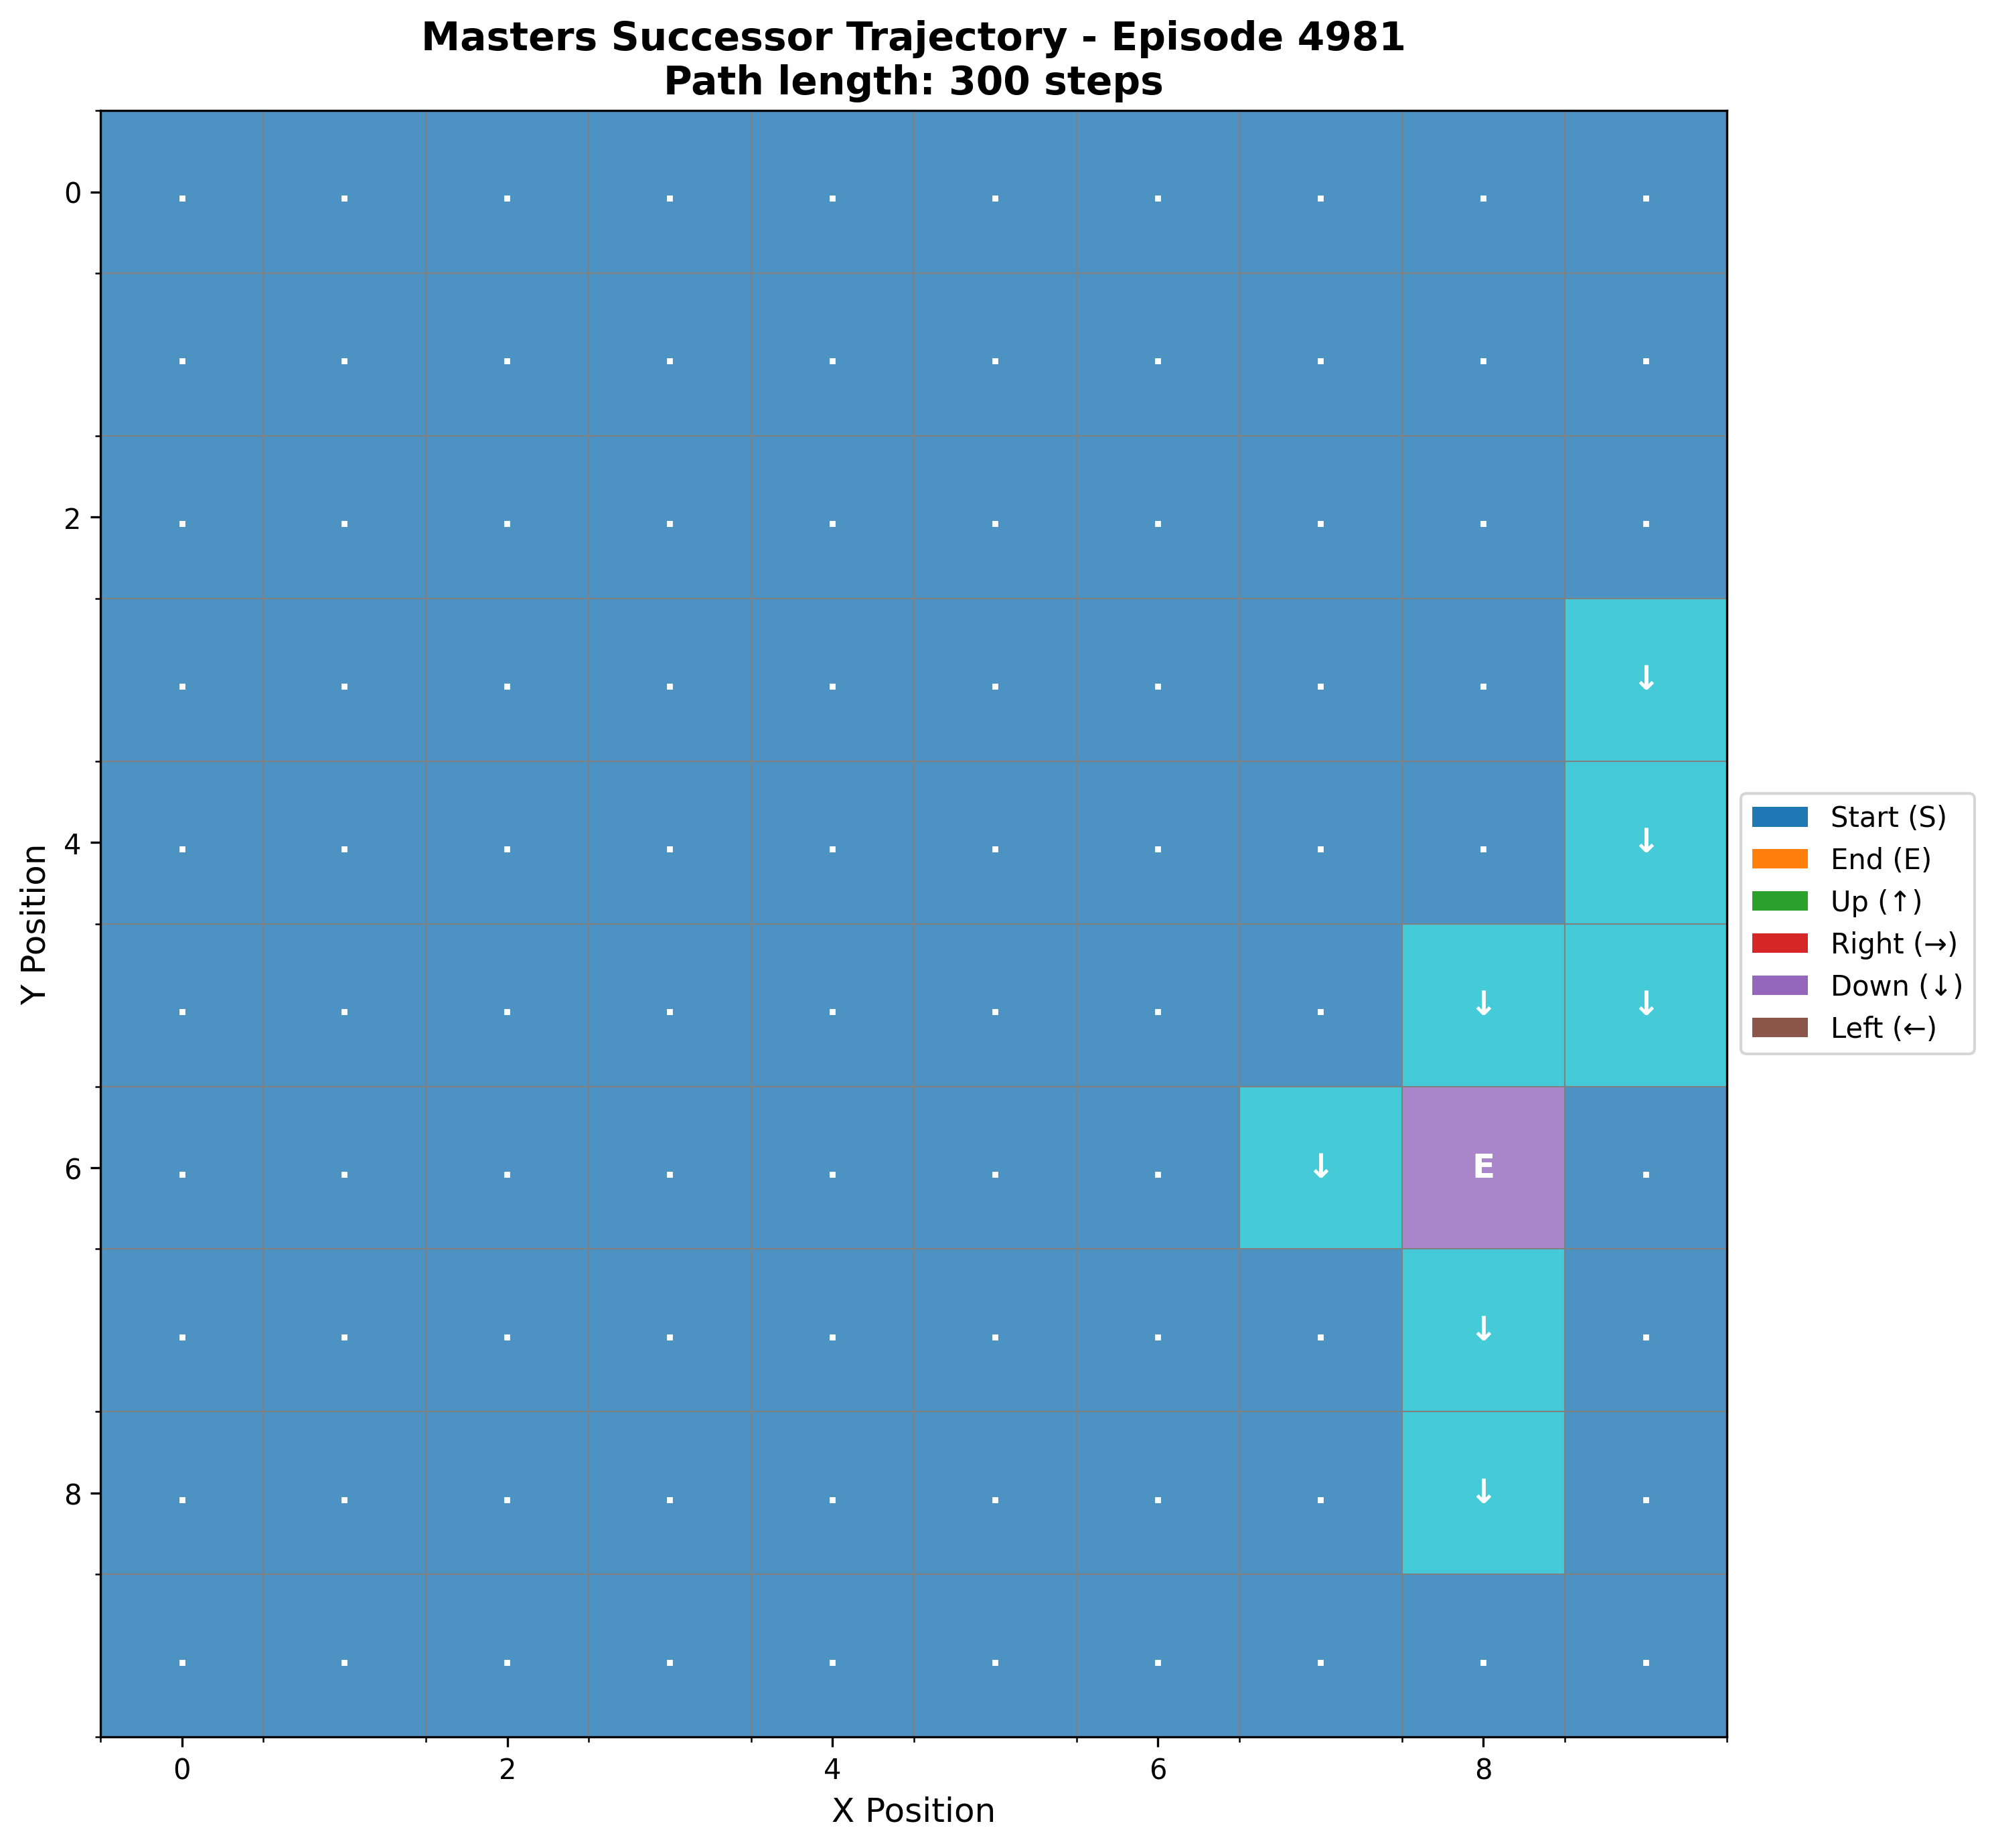 Masters Successor Trajectory - Episode 4981
Path length: 300 steps
0
. . . . . . . . . .
. . . . . . . . . .
2
. . . . . . . . . .
. . . . . . . . . ↓
4
. . . . . . . . . ↓
. . . . . . . . ↓ ↓
6
. . . . . . . ↓ E .
. . . . . . . . ↓ .
8
. . . . . . . . ↓ .
. . . . . . . . . .
0 2 4 6 8
X Position
Y Position
Start (S)
End (E)
Up (↑)
Right (→)
Down (↓)
Left (←)